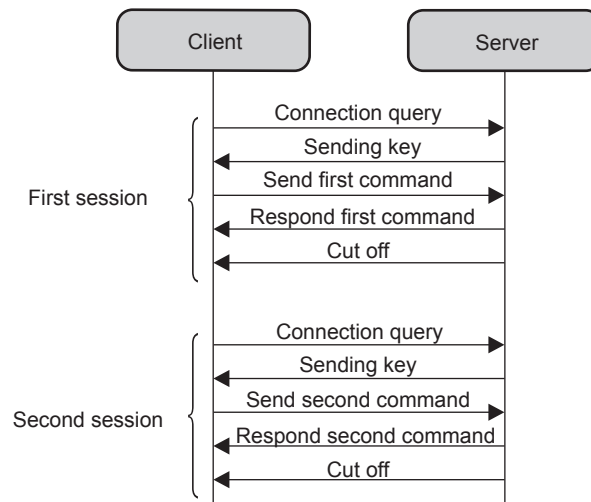 Client
Server
Connection query
Sending key
Send first command
First session
Respond first command
Cut off
Connection query
Sending key
Send second command
Second session
Respond second command
Cut off